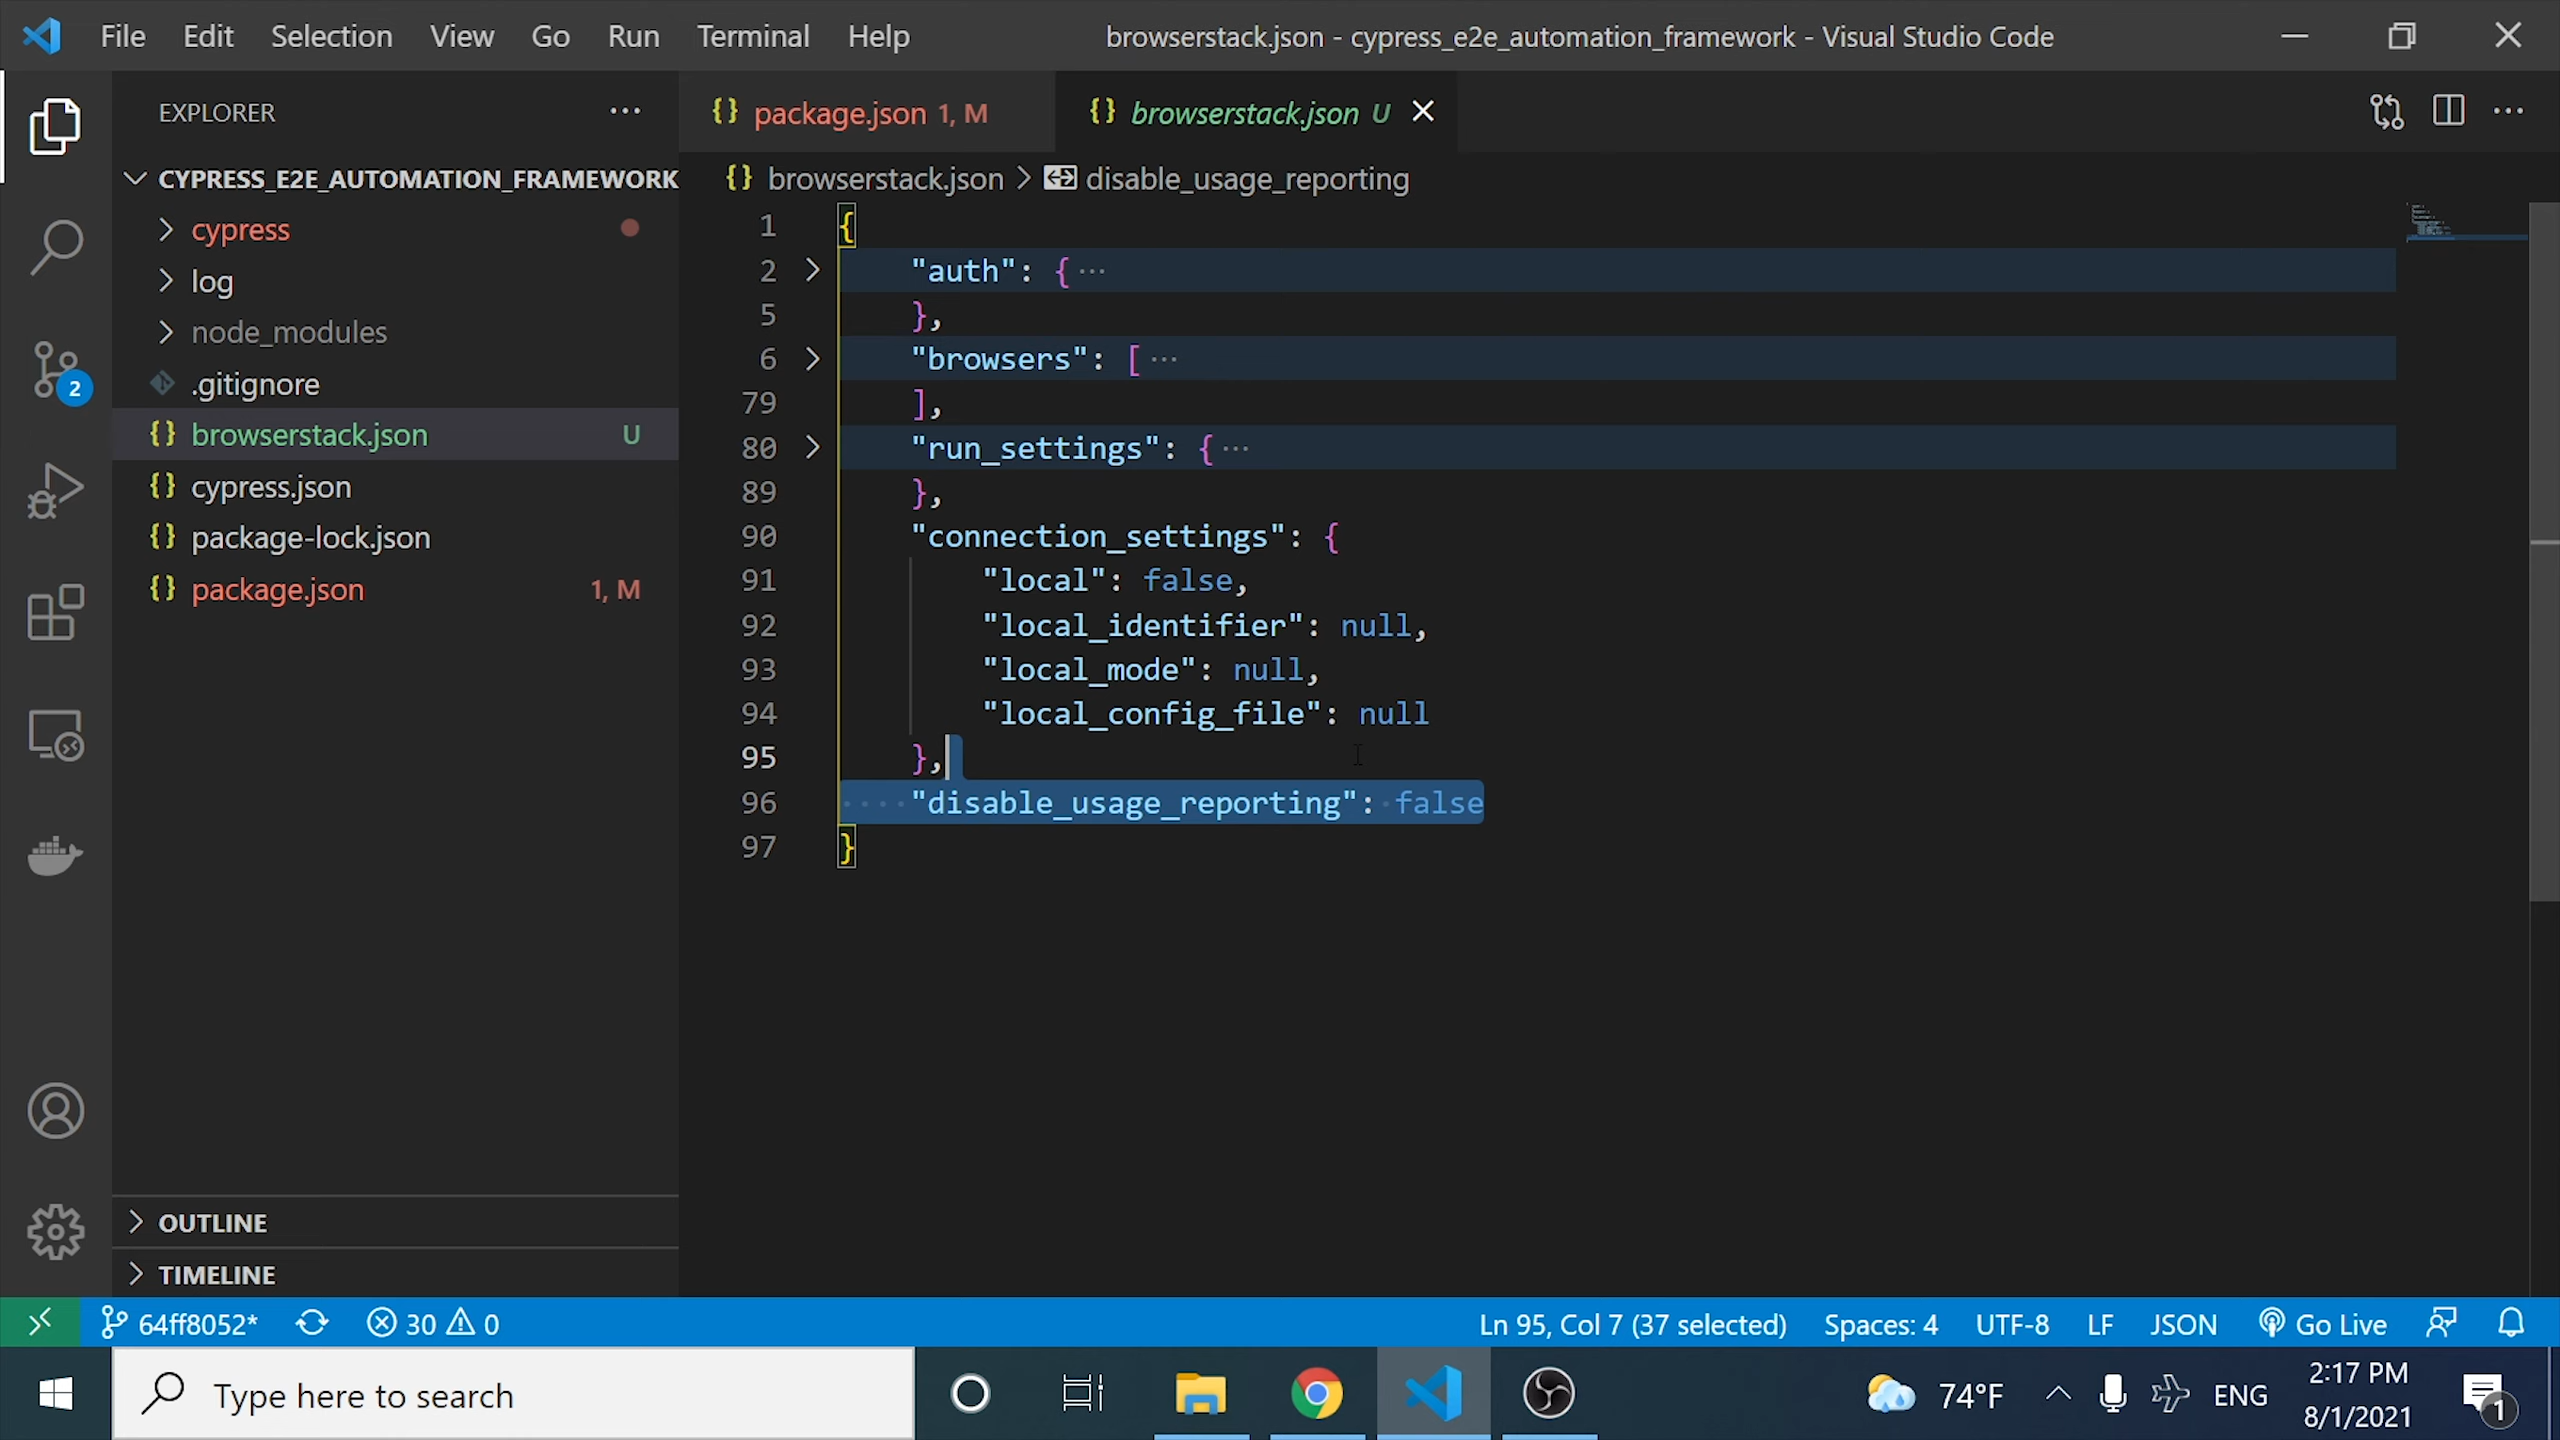 File Edit Selection View Go Run Terminal Help
browserstack.json - cypress_e2e_automation_framework - Visual Studio Code
EXPLORER
CYPRESS_E2E_AUTOMATION_FRAMEWORK
cypress
log
node_modules
.gitignore
browserstack.json U
cypress.json
package-lock.json
package.json 1, M
OUTLINE
TIMELINE
2
package.json 1, M
browserstack.json U
browserstack.json > disable_usage_reporting
1 {
2 "auth": { ···
5 },
6 "browsers": [ ···
79 ],
80 "run_settings": { ···
89 },
90 "connection_settings": {
91 "local": false,
92 "local_identifier": null,
93 "local_mode": null,
94 "local_config_file": null
95 },
96 "disable_usage_reporting": false
97 }
64ff8052* 30 0
Ln 95, Col 7 (37 selected) Spaces: 4 UTF-8 LF JSON Go Live
Type here to search
74°F ENG
2:17 PM
8/1/2021
1